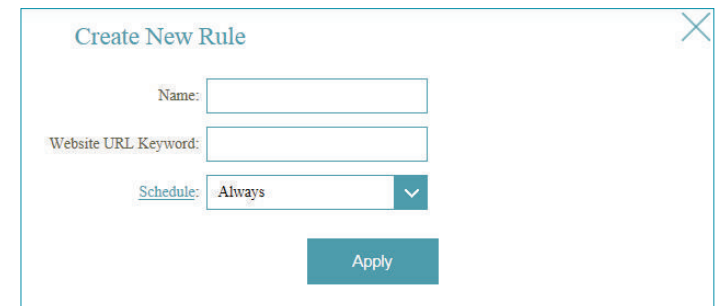 Create New Rule
Name:
Website URL Keyword:
Schedule: Always
Apply